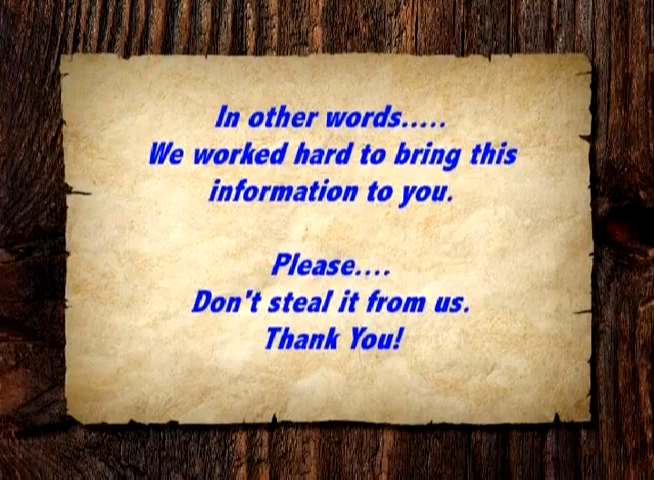 In other words.....
We worked hard to bring this
information to you.
Please....
Don't steal it from us.
Thank You!